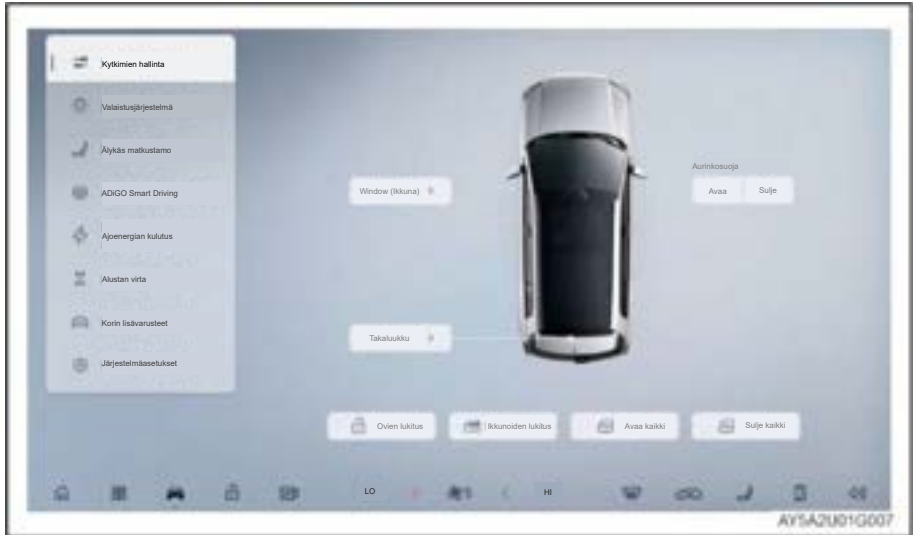 Kytkimien hallinta
Valaistusjärjestelmä
Älykäs matkustamo
ADiGO Smart Driving
Ajoenergian kulutus
Alustan virta
Korin lisävarusteet
Järjestelmäasetukset
Window (Ikkuna)
Takaluukku
Aurinkosuoja
Avaa Sulje
Ovien lukitus Ikkunoiden lukitus Avaa kaikki Sulje kaikki
LO HI
AY5A2U01G007